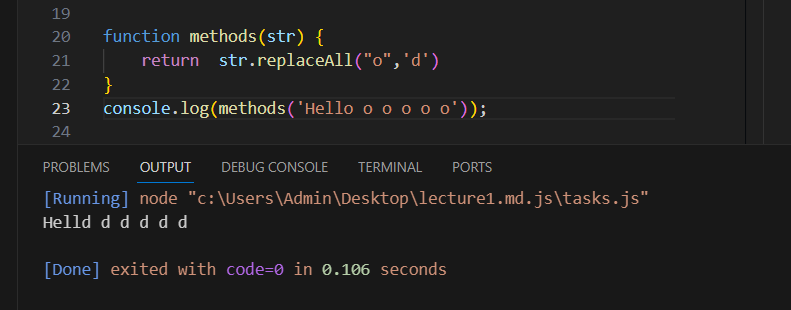 19
20 function methods(str) {
21     return  str.replaceAll("o",'d')
22 }
23 console.log(methods('Hello o o o o o'));
24
PROBLEMS OUTPUT DEBUG CONSOLE TERMINAL PORTS
[Running] node "c:\Users\Admin\Desktop\lecture1.md.js\tasks.js"
Helld d d d d d
[Done] exited with code=0 in 0.106 seconds